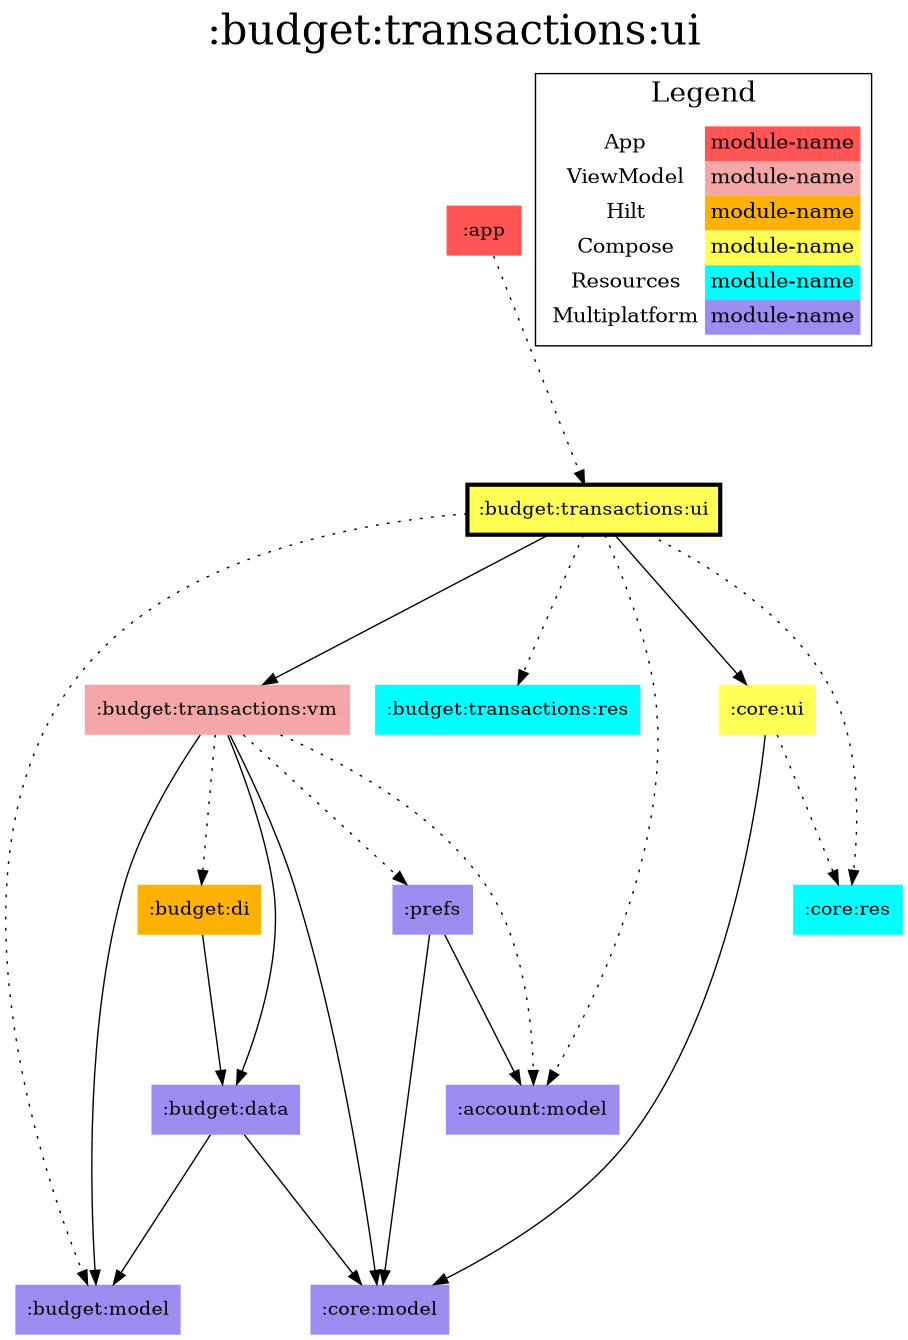 :budget:transactions:ui
Legend
App module-name
ViewModel module-name
Hilt module-name
Compose module-name
Resources module-name
Multiplatform module-name
:app
:budget:transactions:ui
:budget:transactions:vm
:budget:transactions:res
:core:ui
:budget:di
:prefs
:core:res
:budget:data
:account:model
:budget:model
:core:model